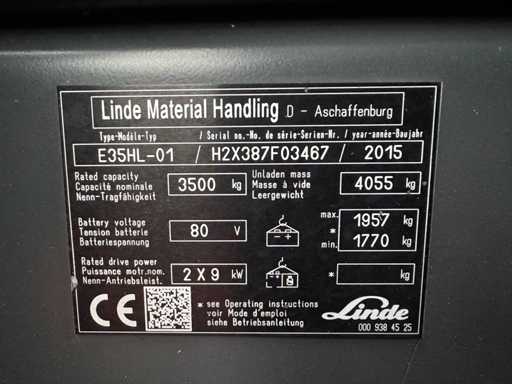 Linde Material Handling D - Aschaffenburg
Type-Modèle-Typ / Serial no.-No. de série-Serien-Nr. / year-année-Baujahr
E35HL-01 / H2X387F03467 / 2015
Rated capacity
Capacité nominale
Nenn-Tragfähigkeit
3500 kg
Unladen mass
Masse à vide
Leergewicht
4055 kg
Battery voltage
Tension batterie
Batteriespannung
80 V
max. 1957 kg
*
min. 1770 kg
Rated drive power
Puissance motr.nom.
Nenn-Antriebsleist.
2 X 9 kW
* kg
CE
* see Operating instructions
voir Mode d'emploi
siehe Betriebsanleitung
Linde
000 938 45 25